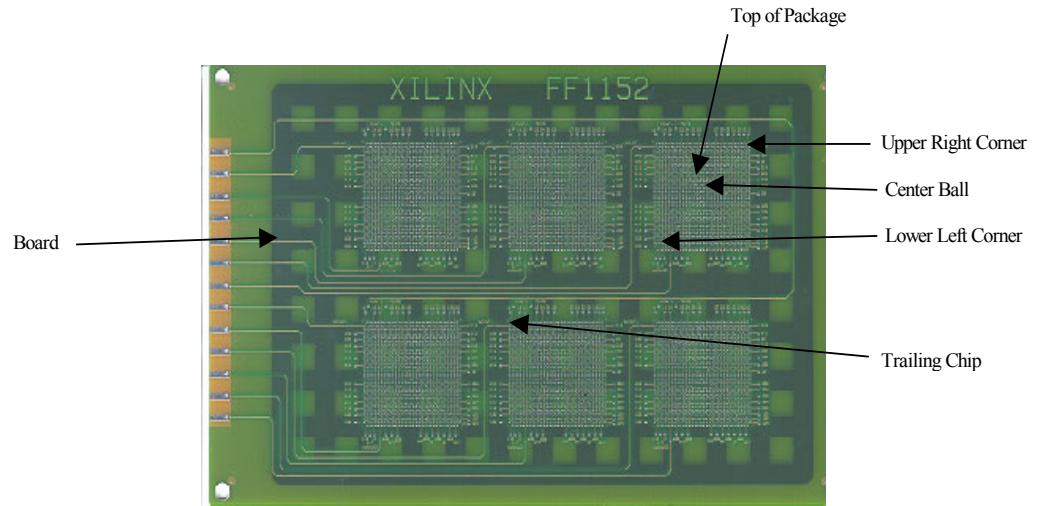 Top of Package
XILINX FF1152
Upper Right Corner
Center Ball
Lower Left Corner
Board
Trailing Chip